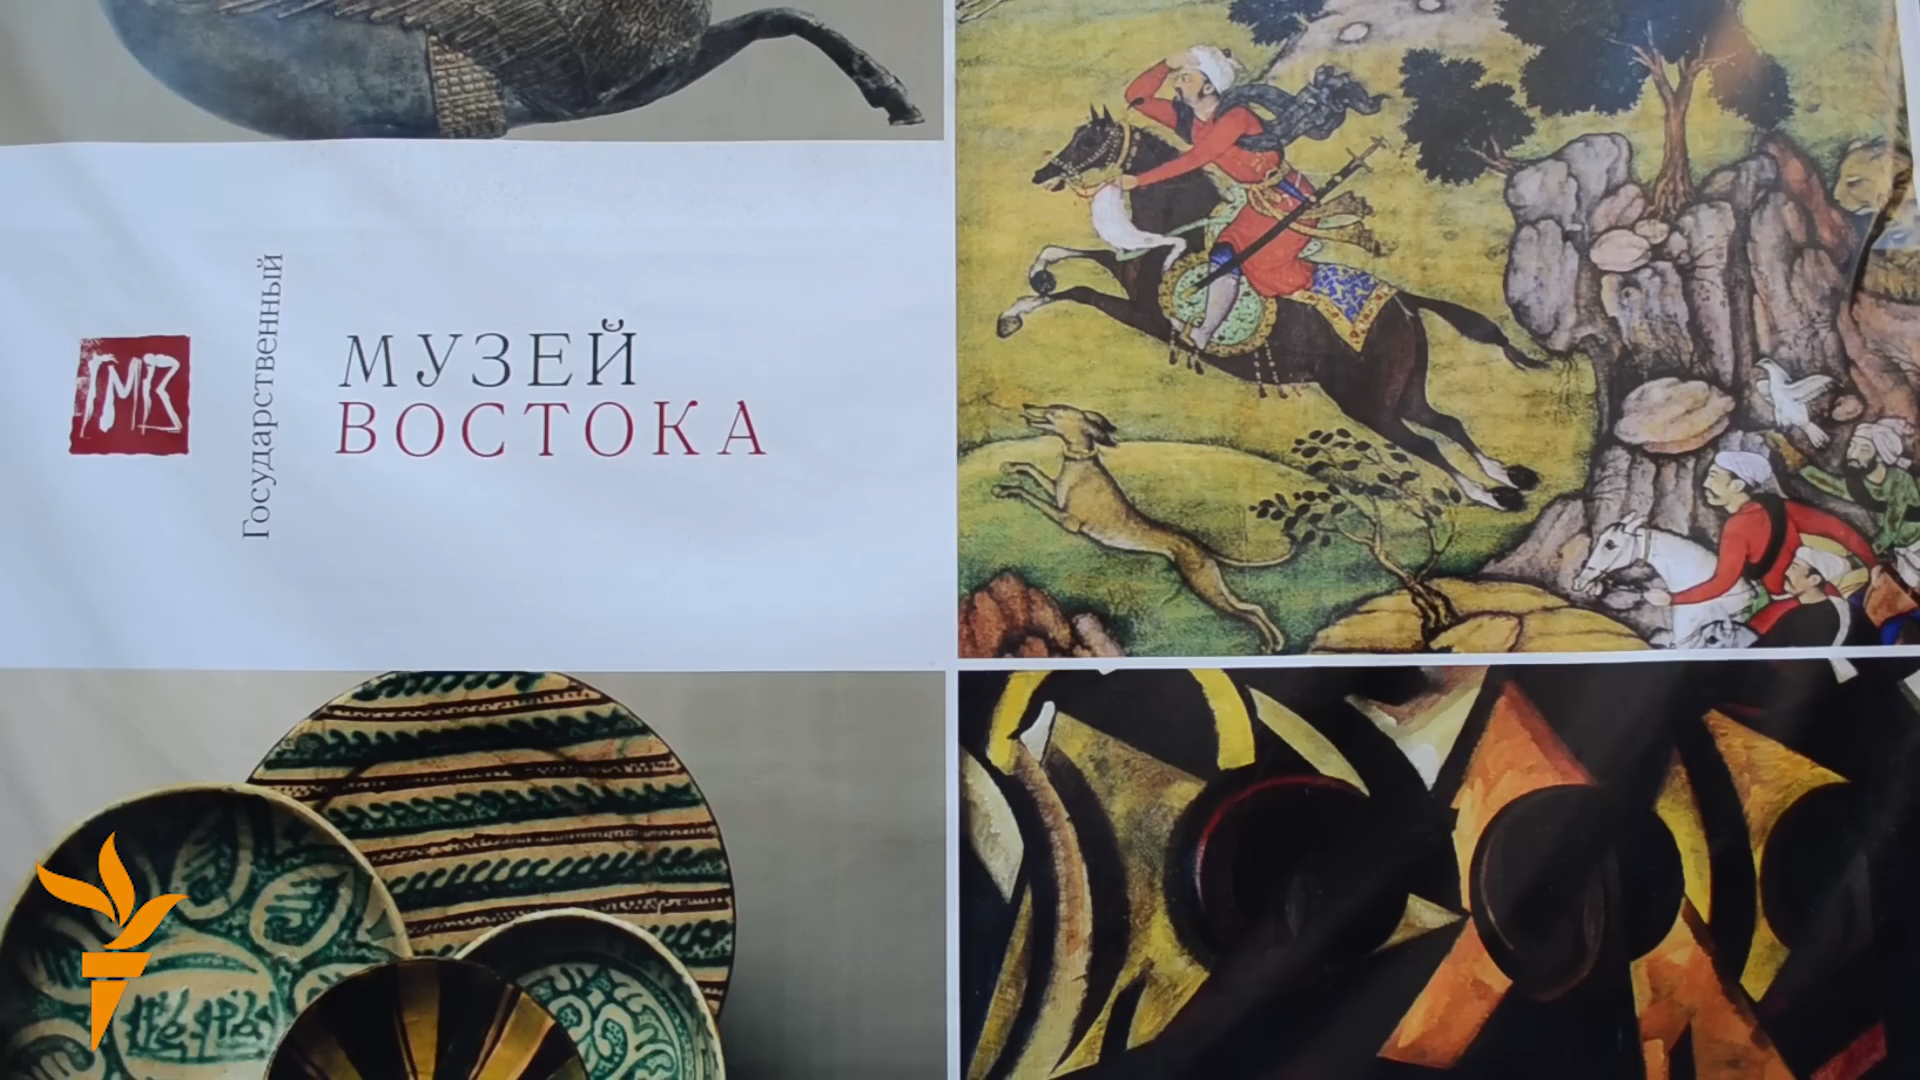 ГМВ
Государственный
МУЗЕЙ
ВОСТОКА